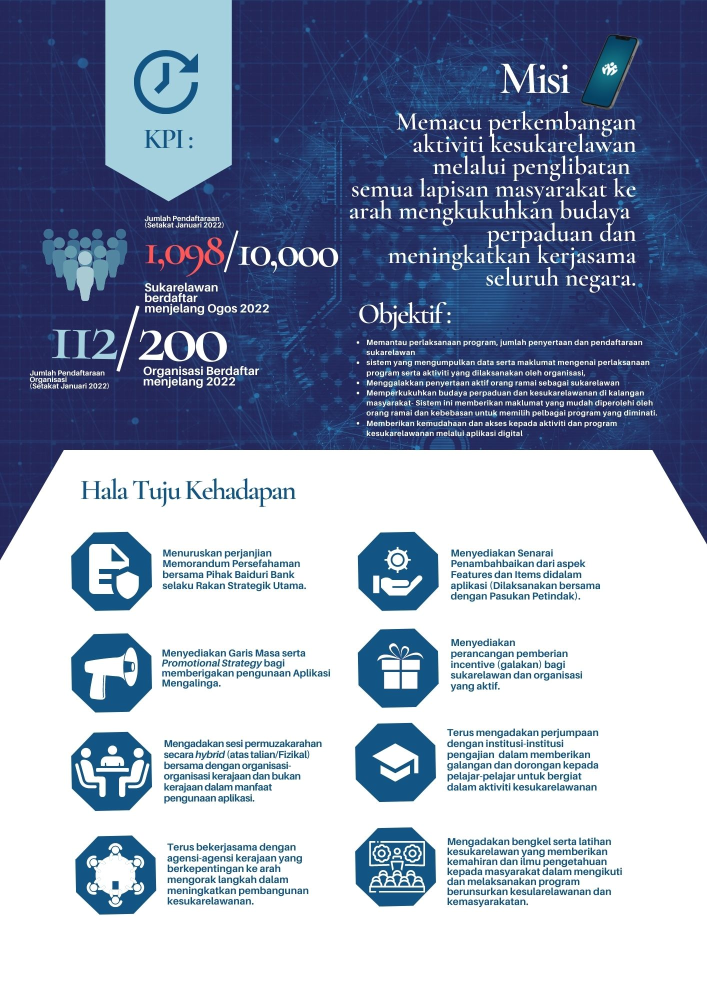 KPI :
Jumlah Pendaftaraan
(Setakat Januari 2022)
1,098/10,000
Sukarelawan
berdaftar
menjelang Ogos 2022
112/200
Jumlah Pendaftaraan
Organisasi
(Setakat Januari 2022)
Organisasi Berdaftar
menjelang 2022
Misi
Memacu perkembangan
aktiviti kesukarelawan
melalui penglibatan
semua lapisan masyarakat ke
arah mengkukuhkan budaya
perpaduan dan
meningkatkan kerjasama
seluruh negara.
Objektif :
• Memantau perlaksanaan program, jumlah penyertaan dan pendaftaraan
sukarelawan
• sistem yang mengumpulkan data serta maklumat mengenai perlaksanaan
program serta aktiviti yang dilaksanakan oleh organisasi,
• Menggalakkan penyertaan aktif orang ramai sebagai sukarelawan
• Memperkukuhkan budaya perpaduan dan kesukarelawanan di kalangan
masyarakat- Sistem ini memberikan maklumat yang mudah diperolehi oleh
orang ramai dan kebebasan untuk memilih pelbagai program yang diminati.
• Memberikan kemudahaan dan akses kepada aktiviti dan program
kesukarelawanan melalui aplikasi digital
Hala Tuju Kehadapan
Menuruskan perjanjian
Memorandum Persefahaman
bersama Pihak Baiduri Bank
selaku Rakan Strategik Utama.
Menyediakan Senarai
Penambahbaikan dari aspek
Features dan Items didalam
aplikasi (Dilaksanakan bersama
dengan Pasukan Petindak).
Menyediakan Garis Masa serta
Promotional Strategy bagi
memberigakan pengunaan Aplikasi
Mengalinga.
Menyediakan
perancangan pemberian
incentive (galakan) bagi
sukarelawan dan organisasi
yang aktif.
Mengadakan sesi permuzakarahan
secara hybrid (atas talian/Fizikal)
bersama dengan organisasi-
organisasi kerajaan dan bukan
kerajaan dalam manfaat
pengunaan aplikasi.
Terus mengadakan perjumpaan
dengan institusi-institusi
pengajian dalam memberikan
galangan dan dorongan kepada
pelajar-pelajar untuk bergiat
dalam aktiviti kesukarelawanan
Terus bekerjasama dengan
agensi-agensi kerajaan yang
berkepentingan ke arah
mengorak langkah dalam
meningkatkan pembangunan
kesukarelawanan.
Mengadakan bengkel serta latihan
kesukarelawan yang memberikan
kemahiran dan ilmu pengetahuan
kepada masyarakat dalam mengikuti
dan melaksanakan program
berunsurkan kesularelawanan dan
kemasyarakatan.